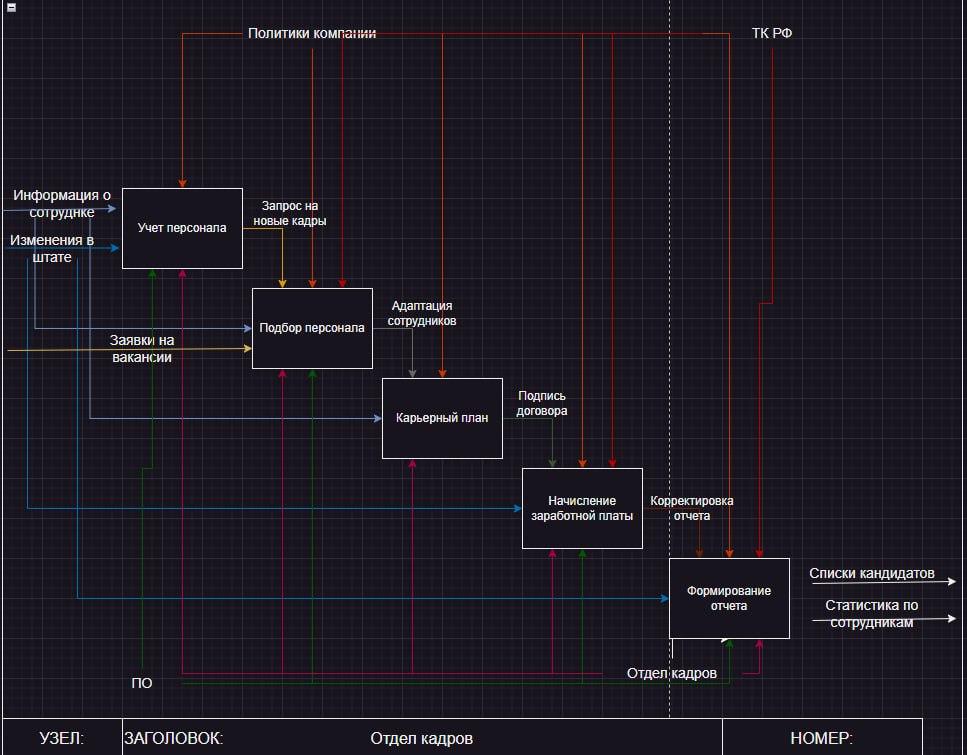 Политики компании
ТК РФ
Информация о
сотруднке
Изменения в
штате
Учет персонала
Запрос на
новые кадры
Подбор персонала
Адаптация
сотрудников
Заявки на
вакансии
Карьерный план
Подпись
договора
Начисление
заработной платы
Корректировка
отчета
Формирование
отчета
Списки кандидатов
Статистика по
сотрудникам
Отдел кадров
ПО
УЗЕЛ:
ЗАГОЛОВОК:
Отдел кадров
НОМЕР: